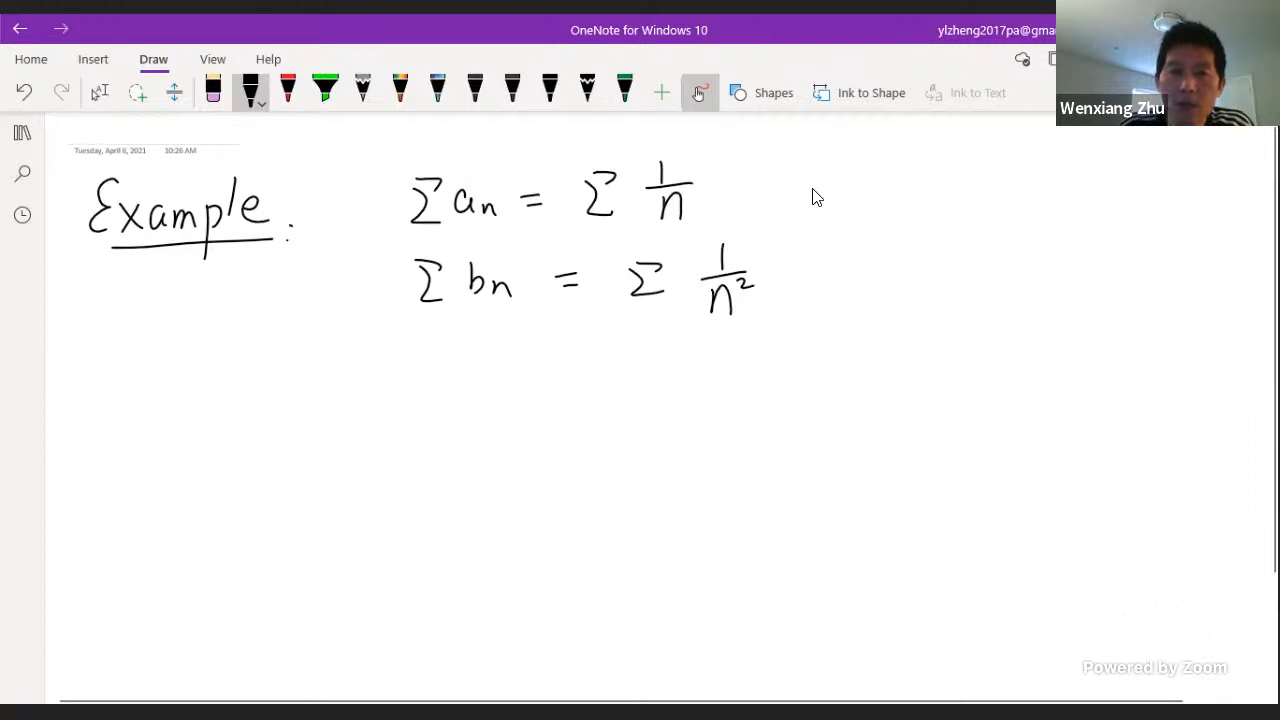 OneNote for Windows 10
ylzheng2017pa@gma
Home Insert Draw View Help
Shapes Ink to Shape Ink to Text
Wenxiang Zhu
Tuesday, April 6, 2021 10:26 AM
Example:
Σ an = Σ 1/n
Σ bn = Σ 1/n²
Powered by Zoom